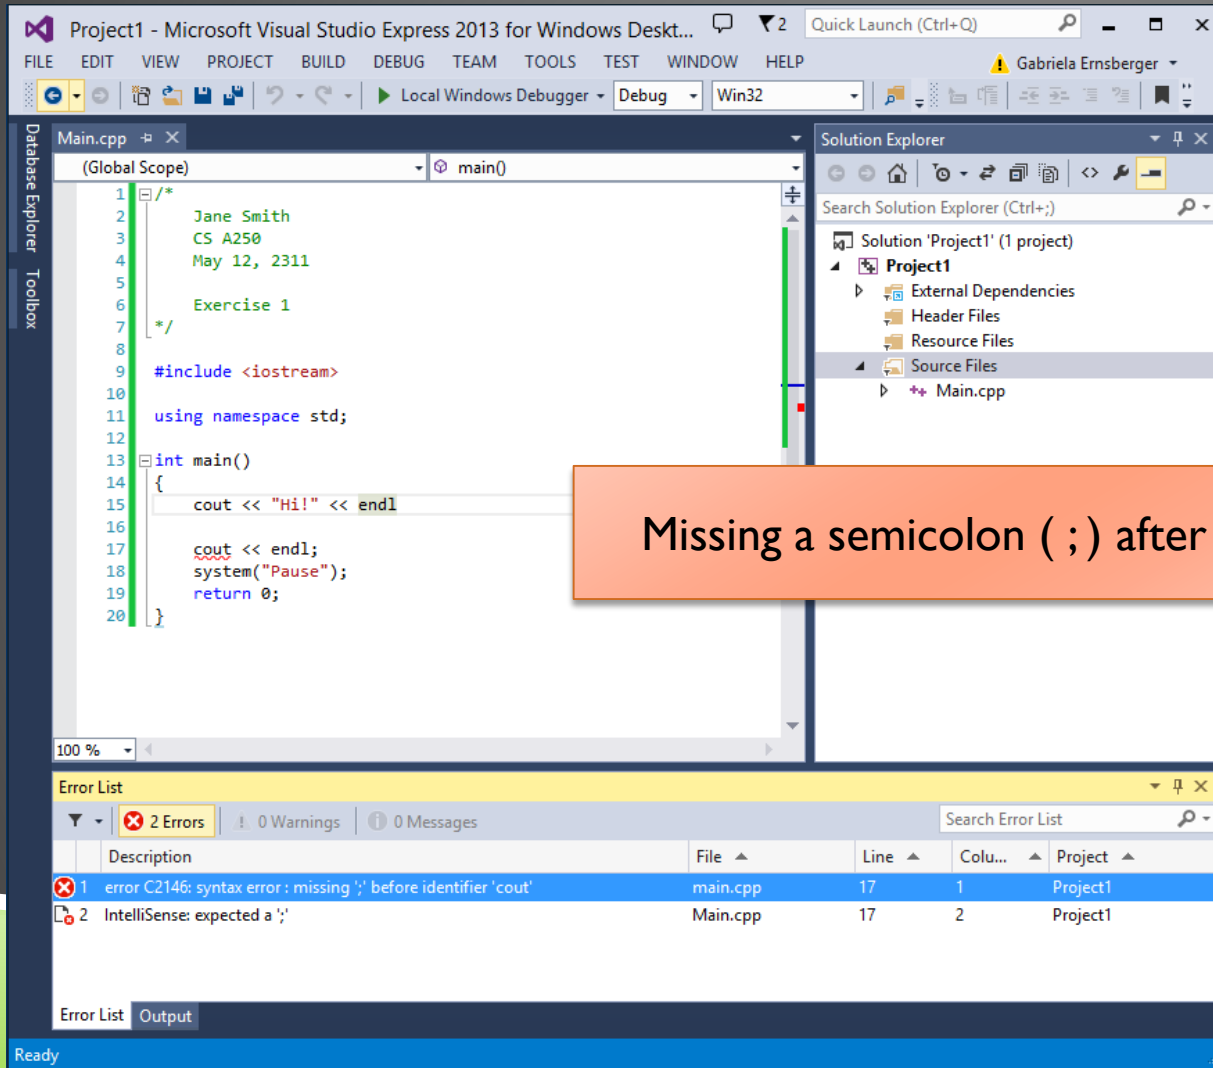 Project1 - Microsoft Visual Studio Express 2013 for Windows Deskt... 2 Quick Launch (Ctrl+Q)
FILE EDIT VIEW PROJECT BUILD DEBUG TEAM TOOLS TEST WINDOW HELP Gabriela Ernsberger
Local Windows Debugger Debug Win32
Database Explorer
Toolbox
Main.cpp
(Global Scope) main()
1 /*
2 Jane Smith
3 CS A250
4 May 12, 2311
5
6 Exercise 1
7 */
8
9 #include <iostream>
10
11 using namespace std;
12
13 int main()
14 {
15 cout << "Hi!" << endl
16
17 cout << endl;
18 system("Pause");
19 return 0;
20 }
100 %
Solution Explorer
Search Solution Explorer (Ctrl+;)
Solution 'Project1' (1 project)
Project1
External Dependencies
Header Files
Resource Files
Source Files
Main.cpp
Missing a semicolon ( ; ) after
Error List
2 Errors 0 Warnings 0 Messages Search Error List
Description File Line Colu... Project
1 error C2146: syntax error : missing ';' before identifier 'cout' main.cpp 17 1 Project1
2 IntelliSense: expected a ';' Main.cpp 17 2 Project1
Error List Output
Ready